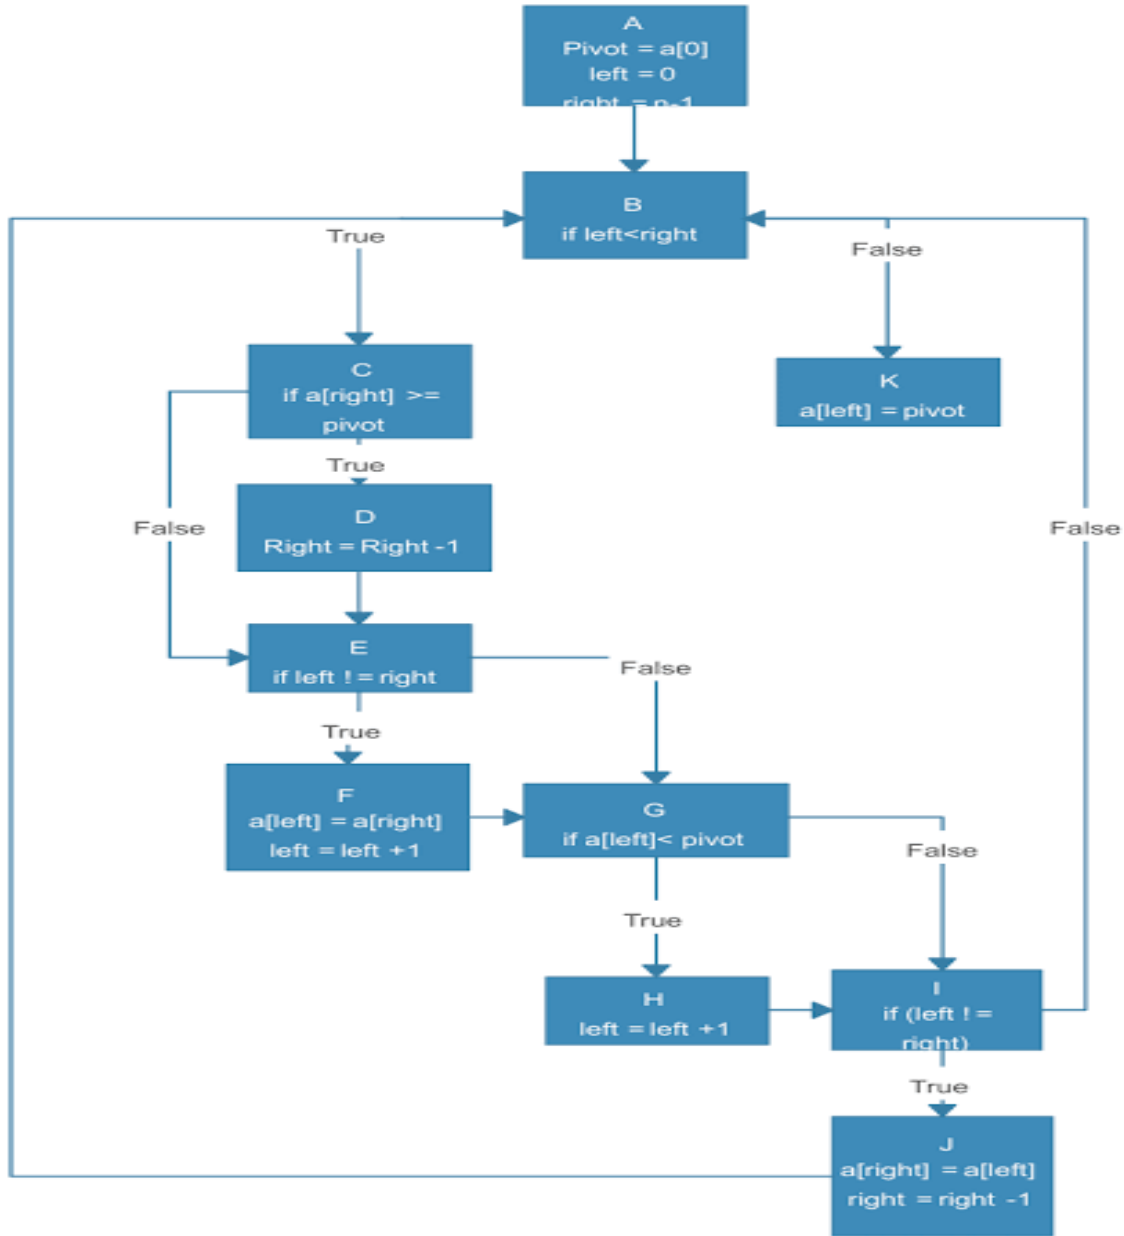 A
Pivot = a[0]
left = 0
right = n-1
B
if left<right
True
False
C
if a[right] >=
pivot
K
a[left] = pivot
True
D
Right = Right -1
False
False
E
if left ! = right
False
True
F
a[left] = a[right]
left = left +1
G
if a[left]< pivot
False
True
H
left = left +1
I
if (left ! =
right)
True
J
a[right] = a[left]
right = right -1